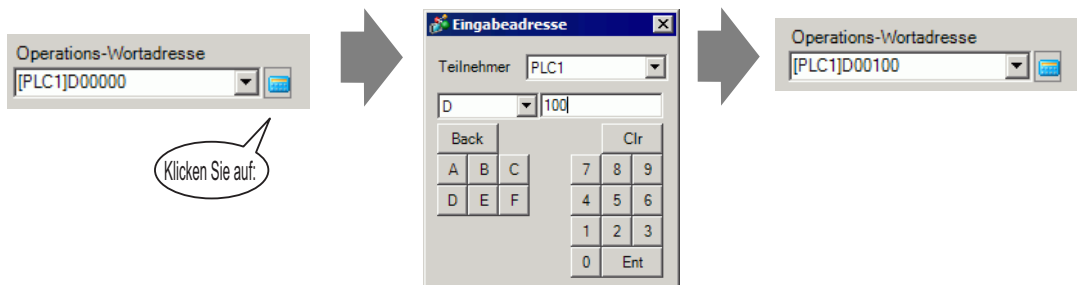 Operations-Wortadresse
[PLC1]D00000
Klicken Sie auf:
Eingabeadresse
Teilnehmer PLC1
D 100
Back Clr
A B C 7 8 9
D E F 4 5 6
1 2 3
0 Ent
Operations-Wortadresse
[PLC1]D00100